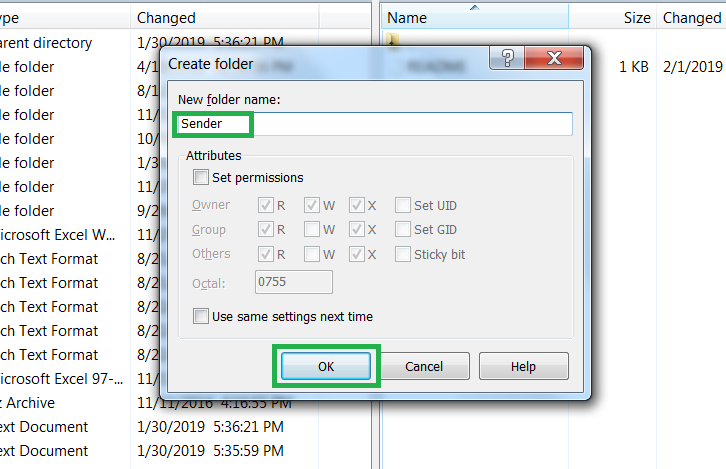 Type Changed Name Size Changed
arent directory 1/30/2019 5:36:21 PM
Create folder ?
le folder 4/1
1 KB 2/1/2019
le folder 8/11
New folder name:
le folder 11/
Sender
le folder 10/
Attributes
le folder 1/3
Set permissions
le folder 11/
Owner R W X Set UID
le folder 9/2
Group R W X Set GID
icrosoft Excel W... 11/
Others R W X Sticky bit
ch Text Format 8/2
Octal: 0755
ch Text Format 8/2
ch Text Format 8/2
Use same settings next time
ch Text Format 8/2
ch Text Format 8/2
OK Cancel Help
icrosoft Excel 97-... 11/
z Archive 11/11/2016 4:16:55 PM
ext Document 1/30/2019 5:36:21 PM
ext Document 1/30/2019 5:35:59 PM